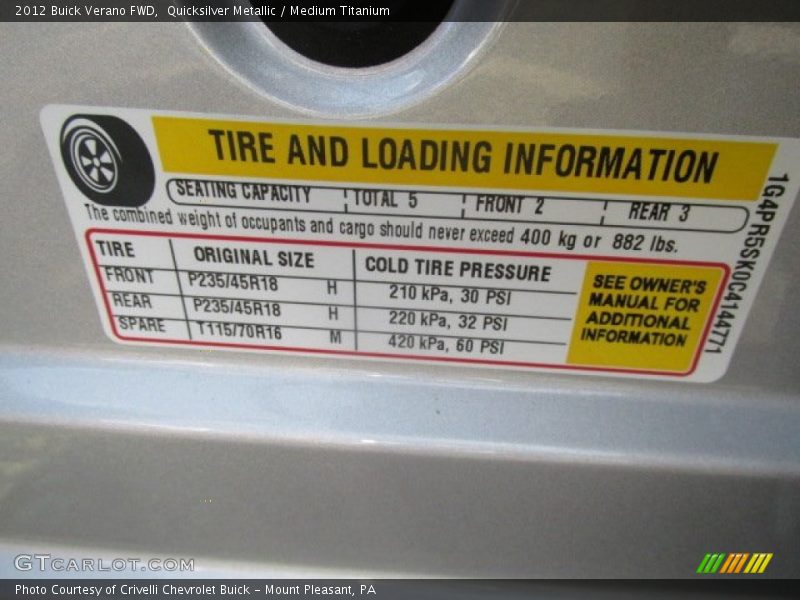 2012 Buick Verano FWD,  Quicksilver Metallic / Medium Titanium
TIRE AND LOADING INFORMATION
SEATING CAPACITY TOTAL 5 FRONT 2 REAR 3
The combined weight of occupants and cargo should never exceed 400 kg or 882 lbs.
TIRE ORIGINAL SIZE COLD TIRE PRESSURE
FRONT P235/45R18 H 210 kPa, 30 PSI
REAR P235/45R18 H 220 kPa, 32 PSI
SPARE T115/70R16 M 420 kPa, 60 PSI
SEE OWNER'S
MANUAL FOR
ADDITIONAL
INFORMATION
1G4PR5SK0C4144771
GTCARLOT.COM
Photo Courtesy of Crivelli Chevrolet Buick - Mount Pleasant, PA